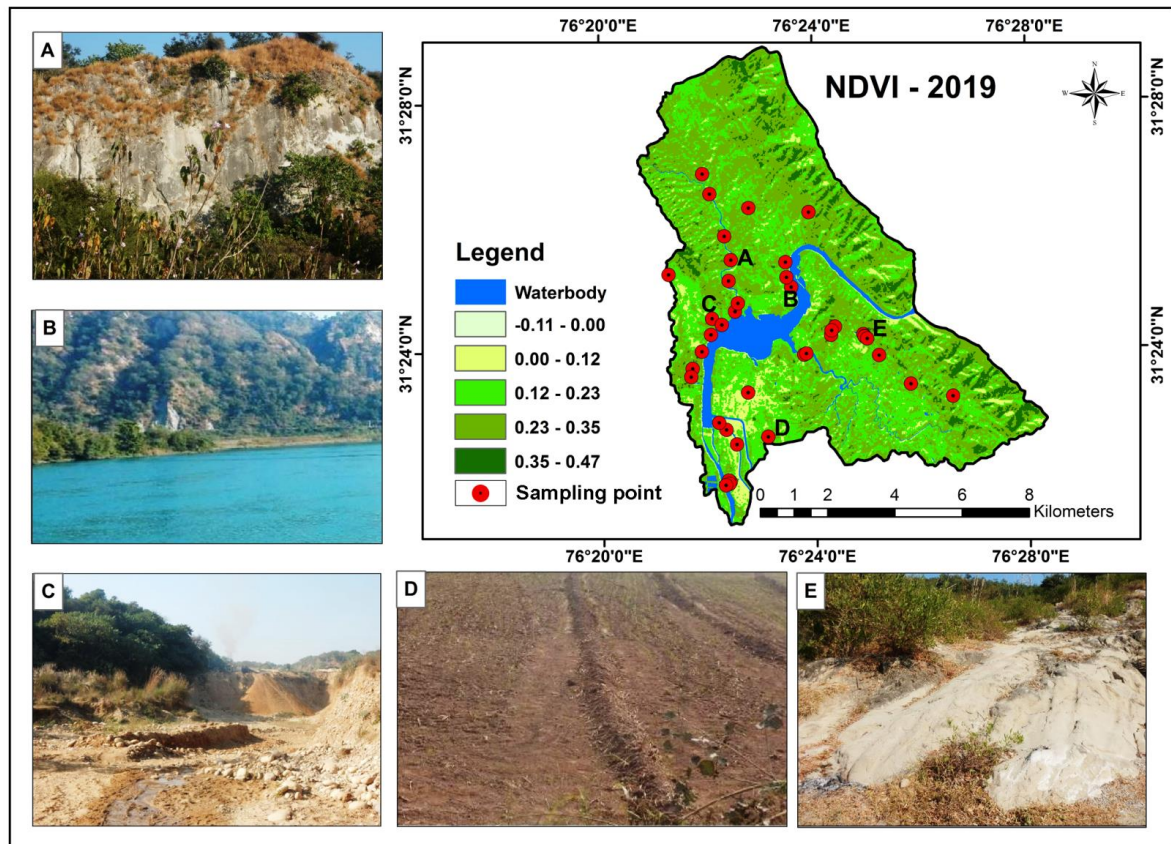 A
B
C
D
E
76°20'0"E 76°24'0"E 76°28'0"E
31°28'0"N
31°24'0"N
NDVI - 2019
N
W E
S
31°28'0"N
31°24'0"N
A
B
C
D
E
Legend
Waterbody
-0.11 - 0.00
0.00 - 0.12
0.12 - 0.23
0.23 - 0.35
0.35 - 0.47
Sampling point
0 1 2 4 6 8
Kilometers
76°20'0"E 76°24'0"E 76°28'0"E